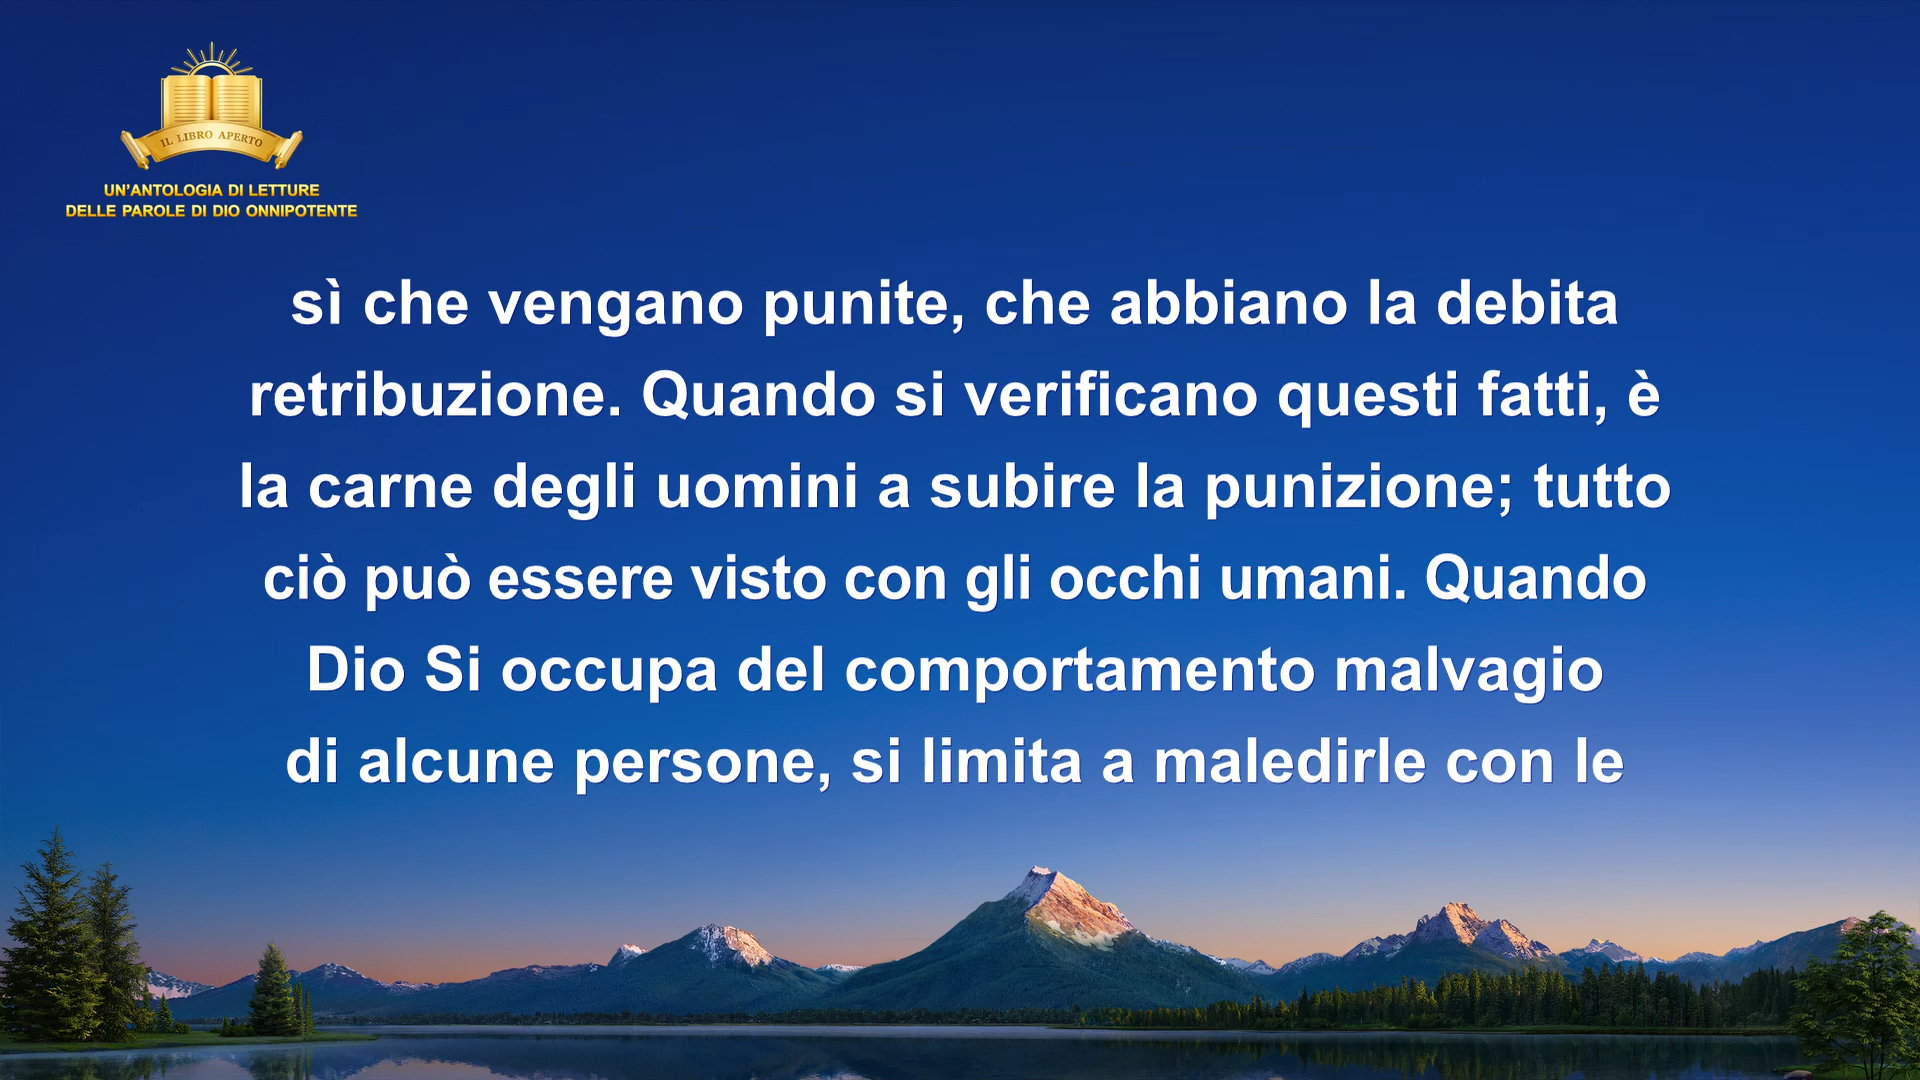 IL LIBRO APERTO
UN'ANTOLOGIA DI LETTURE
DELLE PAROLE DI DIO ONNIPOTENTE
sì che vengano punite, che abbiano la debita
retribuzione. Quando si verificano questi fatti, è
la carne degli uomini a subire la punizione; tutto
ciò può essere visto con gli occhi umani. Quando
Dio Si occupa del comportamento malvagio
di alcune persone, si limita a maledirle con le